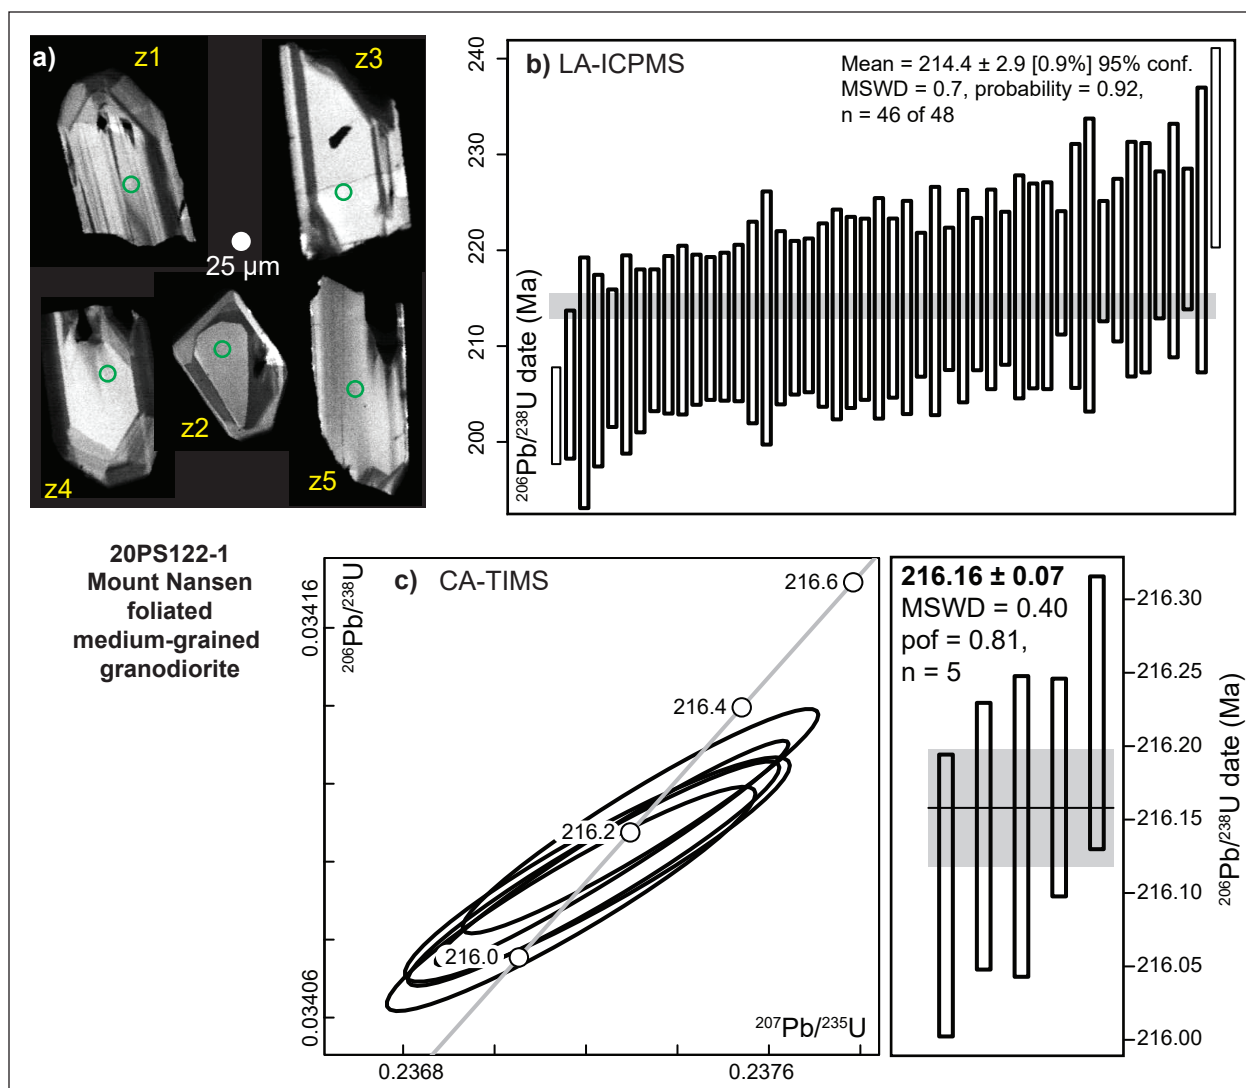 a)
z1
z3
25 µm
z4
z2
z5
b) LA-ICPMS
Mean = 214.4 ± 2.9 [0.9%] 95% conf.
MSWD = 0.7, probability = 0.92,
n = 46 of 48
240
230
220
210
200
²⁰⁶Pb/²³⁸U date (Ma)
20PS122-1
Mount Nansen
foliated
medium-grained
granodiorite
c) CA-TIMS
²⁰⁶Pb/²³⁸U
0.03416
0.03406
216.6
216.4
216.2
216.0
²⁰⁷Pb/²³⁵U
0.2368
0.2376
216.16 ± 0.07
MSWD = 0.40
pof = 0.81,
n = 5
216.30
216.25
216.20
216.15
216.10
216.05
216.00
²⁰⁶Pb/²³⁸U date (Ma)